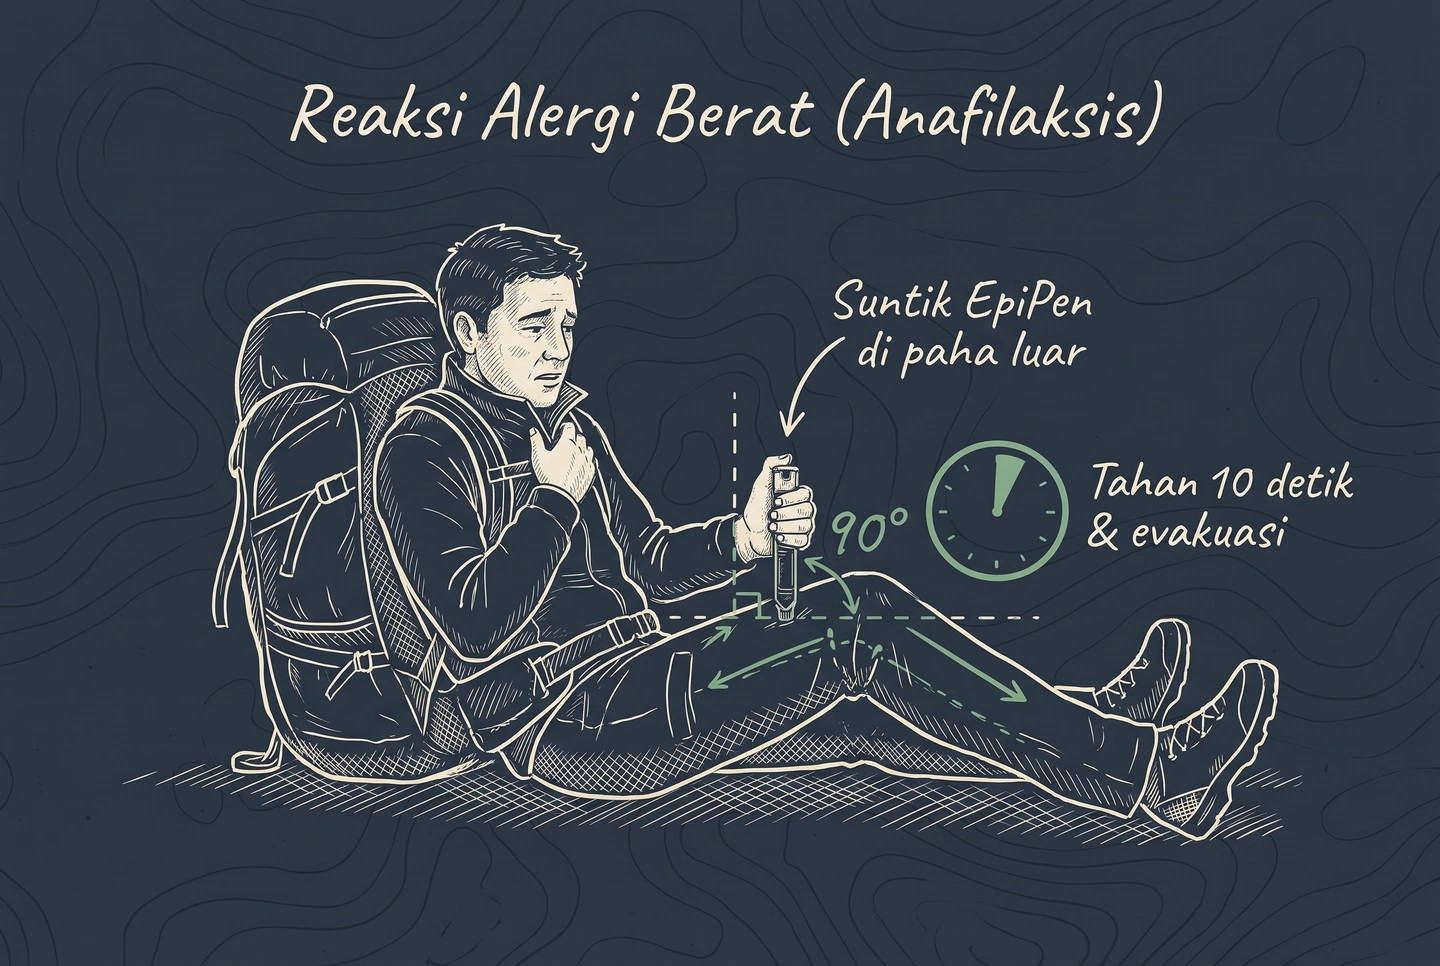 Reaksi Alergi Berat (Anafilaksis)
Suntik EpiPen
di paha luar
90°
Tahan 10 detik
& evakuasi